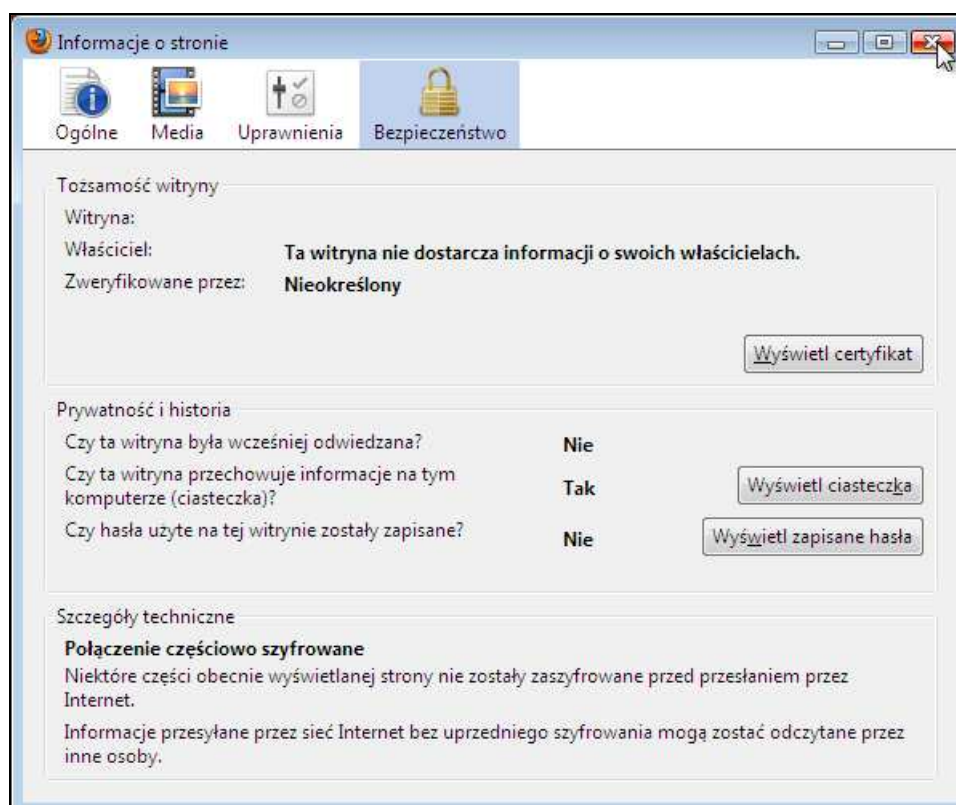 Informacje o stronie
Ogólne Media Uprawnienia Bezpieczeństwo
Tożsamość witryny
Witryna:
Właściciel: Ta witryna nie dostarcza informacji o swoich właścicielach.
Zweryfikowane przez: Nieokreślony
Wyświetl certyfikat
Prywatność i historia
Czy ta witryna była wcześniej odwiedzana? Nie
Czy ta witryna przechowuje informacje na tym
komputerze (ciasteczka)? Tak Wyświetl ciasteczka
Czy hasła użyte na tej witrynie zostały zapisane? Nie Wyświetl zapisane hasła
Szczegóły techniczne
Połączenie częściowo szyfrowane
Niektóre części obecnie wyświetlanej strony nie zostały zaszyfrowane przed przesłaniem przez
Internet.
Informacje przesyłane przez sieć Internet bez uprzedniego szyfrowania mogą zostać odczytane przez
inne osoby.